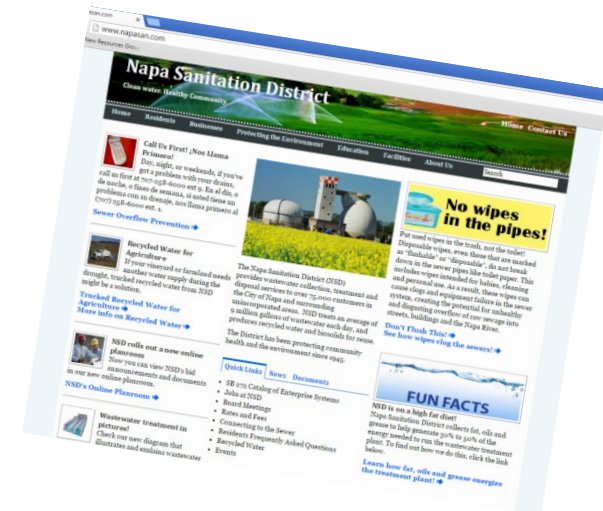 san.com
www.napasan.com
New Resources Grou
Napa Sanitation District
Clean water. Healthy Community
Home Contact Us
Home Residents Businesses Protecting the Environment Education Facilities About Us
Search
Call Us First! ¡Nos Llama
Primero!
Day, night, or weekends, if you've
got a problem with your drains,
call us first at 707-258-6000 ext 9. En el día, o
de noche, o fines de semana, si usted tiene un
problema con su drenaje, nos llama primero al
(707) 258-6000 ext. 1.
Sewer Overflow Prevention
Recycled Water for
Agriculture
If your vineyard or farmland needs
another water supply during the
drought, trucked recycled water from NSD
might be a solution.
Trucked Recycled Water for
Agriculture
More info on Recycled Water
NSD rolls out a new online
planroom
Now you can view NSD's bid
announcements and documents
in our new online planroom.
NSD's Online Planroom
Wastewater treatment in
pictures!
Check our new diagram that
illustrates and explains wastewater
The Napa Sanitation District (NSD)
provides wastewater collection, treatment and
disposal services to over 75,000 customers in
the City of Napa and surrounding
unincorporated areas. NSD treats an average of
9 million gallons of wastewater each day, and
produces recycled water and biosolids for reuse.
The District has been protecting community
health and the environment since 1945.
Quick Links News Documents
SB 272 Catalog of Enterprise Systems
Jobs at NSD
Board Meetings
Rates and Fees
Connecting to the Sewer
Residents Frequently Asked Questions
Recycled Water
Events
No wipes
in the pipes!
Put used wipes in the trash, not the toilet!
Disposable wipes, even those that are marked
as "flushable" or "disposable", do not break
down in the sewer pipes like toilet paper. This
includes wipes intended for babies, cleaning
and personal use. As a result, these wipes can
cause clogs and equipment failure in the sewer
system, creating the potential for unhealthy
and disgusting overflow of raw sewage into
streets, buildings and the Napa River.
Don't Flush This!
See how wipes clog the sewers!
FUN FACTS
NSD is on a high fat diet!
Napa Sanitation District collects fat, oils and
grease to help generate 30% to 50% of the
energy needed to run the wastewater treatment
plant. To find out how we do this, click the link
below.
Learn how fat, oils and grease energize
the treatment plant!